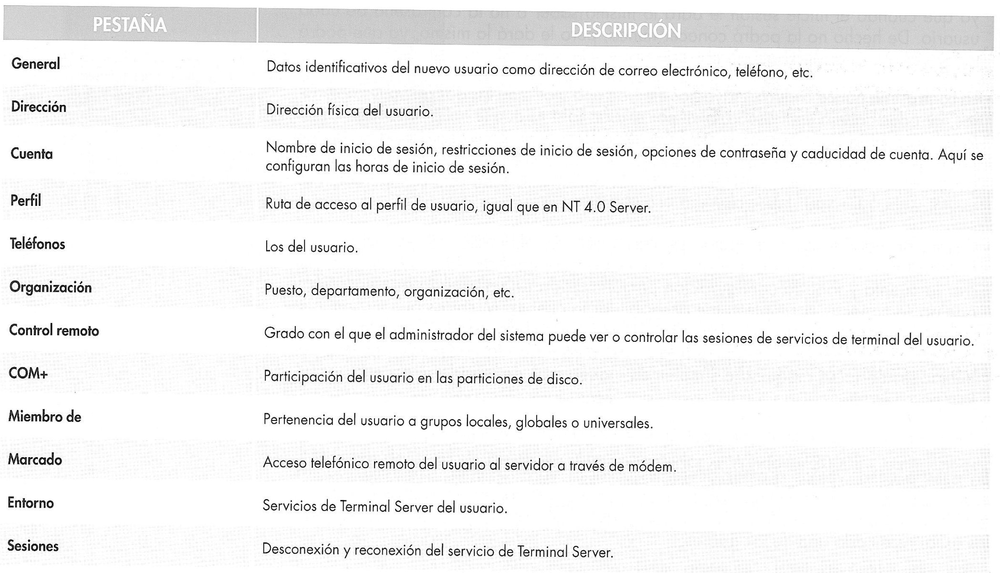 PESTAÑA DESCRIPCIÓN
General Datos identificativos del nuevo usuario como dirección de correo electrónico, teléfono, etc.
Dirección Dirección física del usuario.
Cuenta Nombre de inicio de sesión, restricciones de inicio de sesión, opciones de contraseña y caducidad de cuenta. Aquí se
configuran las horas de inicio de sesión.
Perfil Ruta de acceso al perfil de usuario, igual que en NT 4.0 Server.
Teléfonos Los del usuario.
Organización Puesto, departamento, organización, etc.
Control remoto Grado con el que el administrador del sistema puede ver o controlar las sesiones de servicios de terminal del usuario.
COM+ Participación del usuario en las particiones de disco.
Miembro de Pertenencia del usuario a grupos locales, globales o universales.
Marcado Acceso telefónico remoto del usuario al servidor a través de módem.
Entorno Servicios de Terminal Server del usuario.
Sesiones Desconexión y reconexión del servicio de Terminal Server.